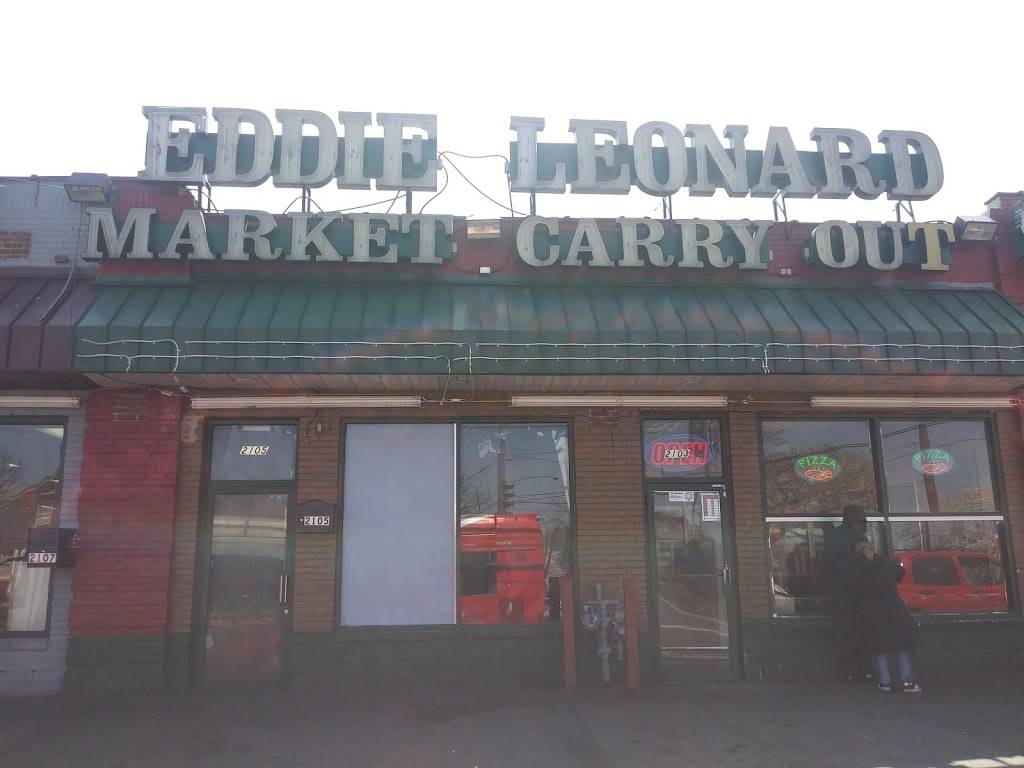 EDDIE LEONARD
MARKET CARRY OUT
2105
OPEN
2103
PIZZA
PIZZA
2105
2107